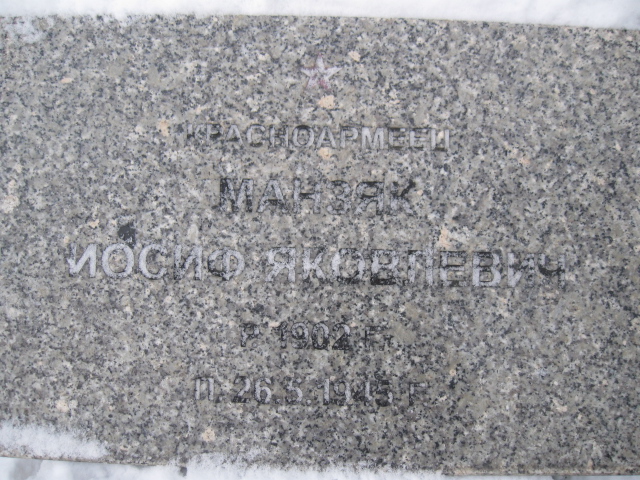 КРАСНОАРМЕЕЦ
МАНЗЯК
ИОСИФ ЯКОВЛЕВИЧ
Р. 1902 Г.
П. 26.5.1945 Г.